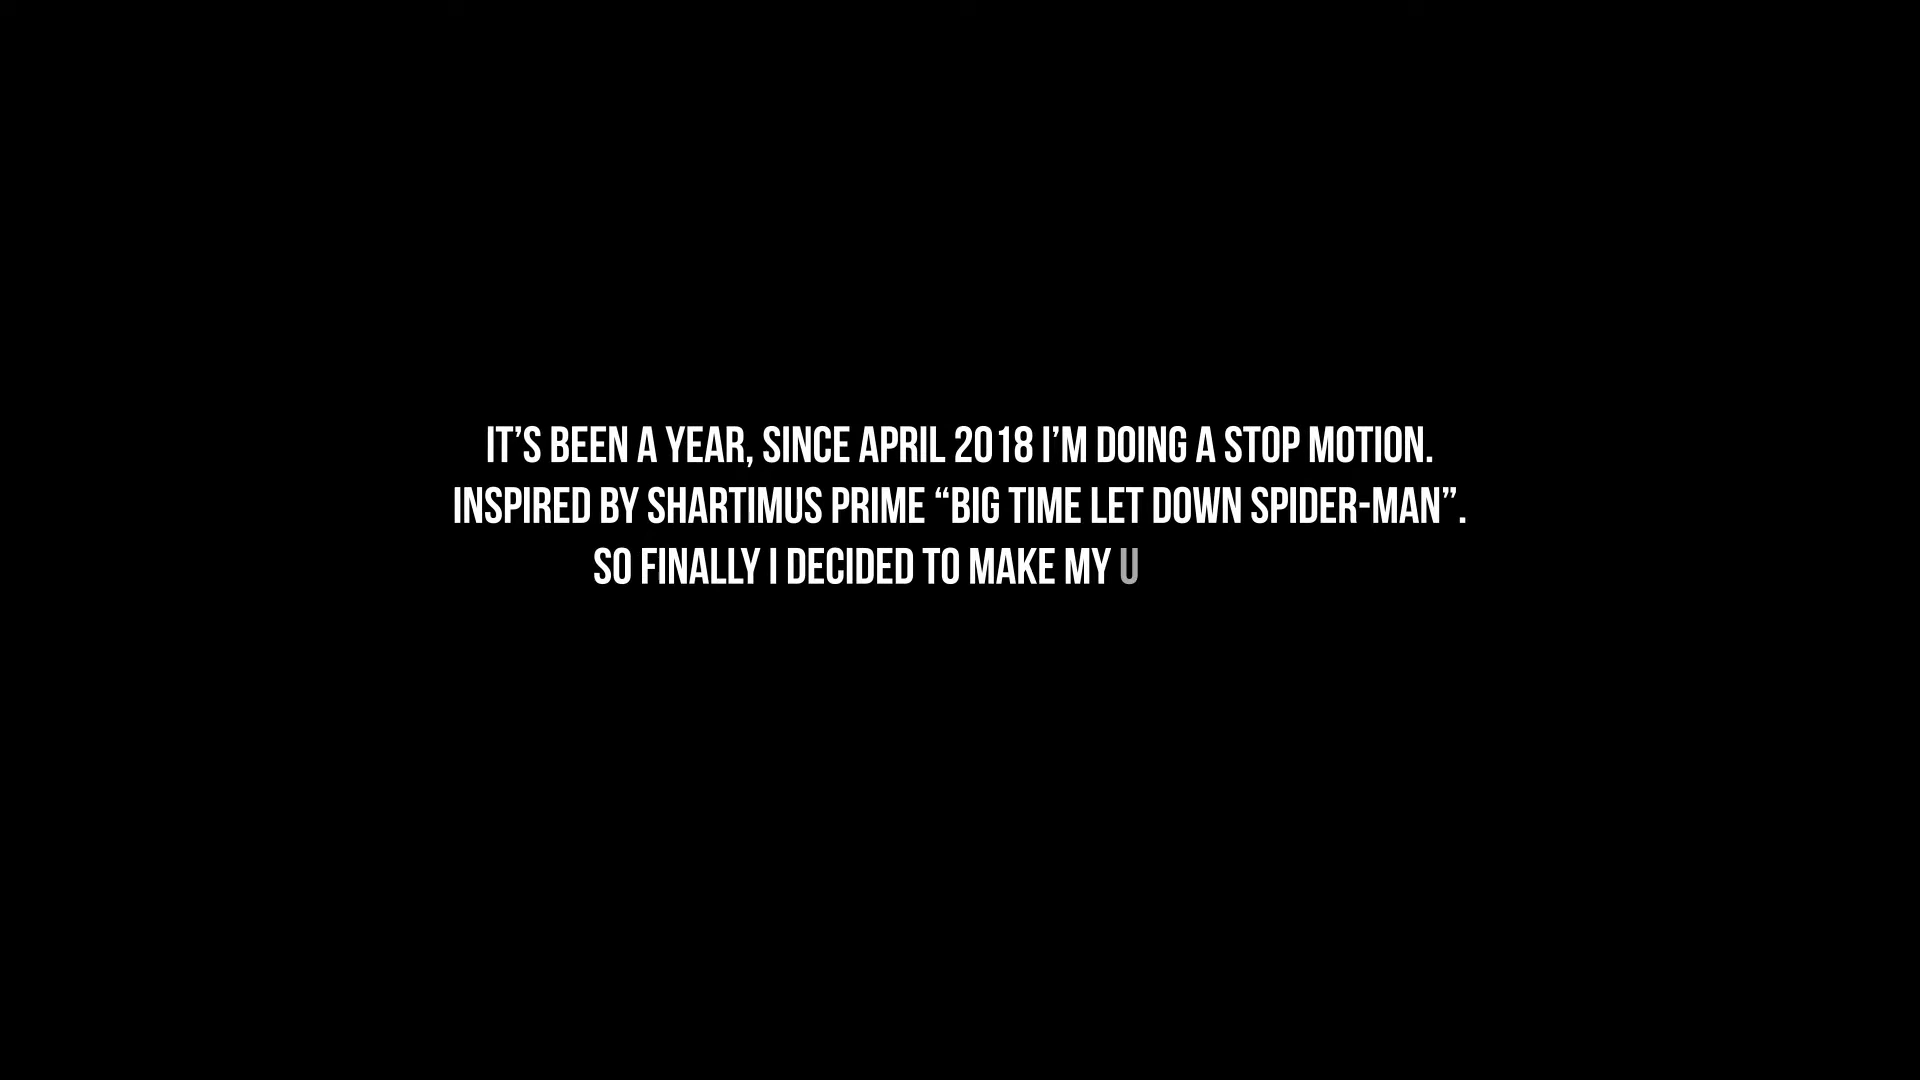 IT’S BEEN A YEAR, SINCE APRIL 2018 I’M DOING A STOP MOTION.
INSPIRED BY SHARTIMUS PRIME “BIG TIME LET DOWN SPIDER-MAN”.
SO FINALLY I DECIDED TO MAKE MY U